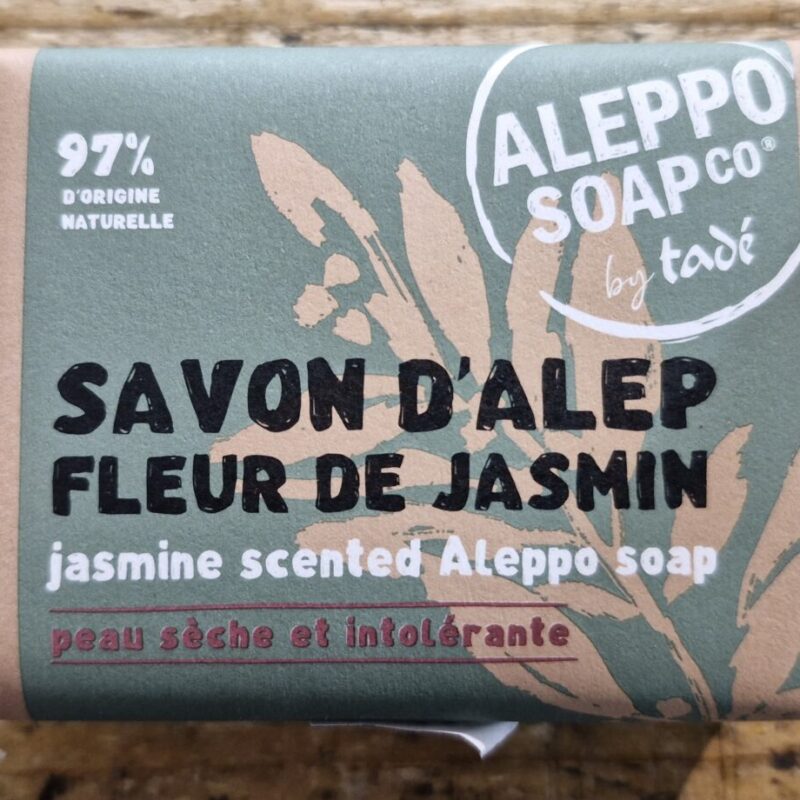 97%
D'ORIGINE
NATURELLE
ALEPPO
SOAP CO®
by tadé
SAVON D'ALEP
FLEUR DE JASMIN
jasmine scented Aleppo soap
peau sèche et intolérante